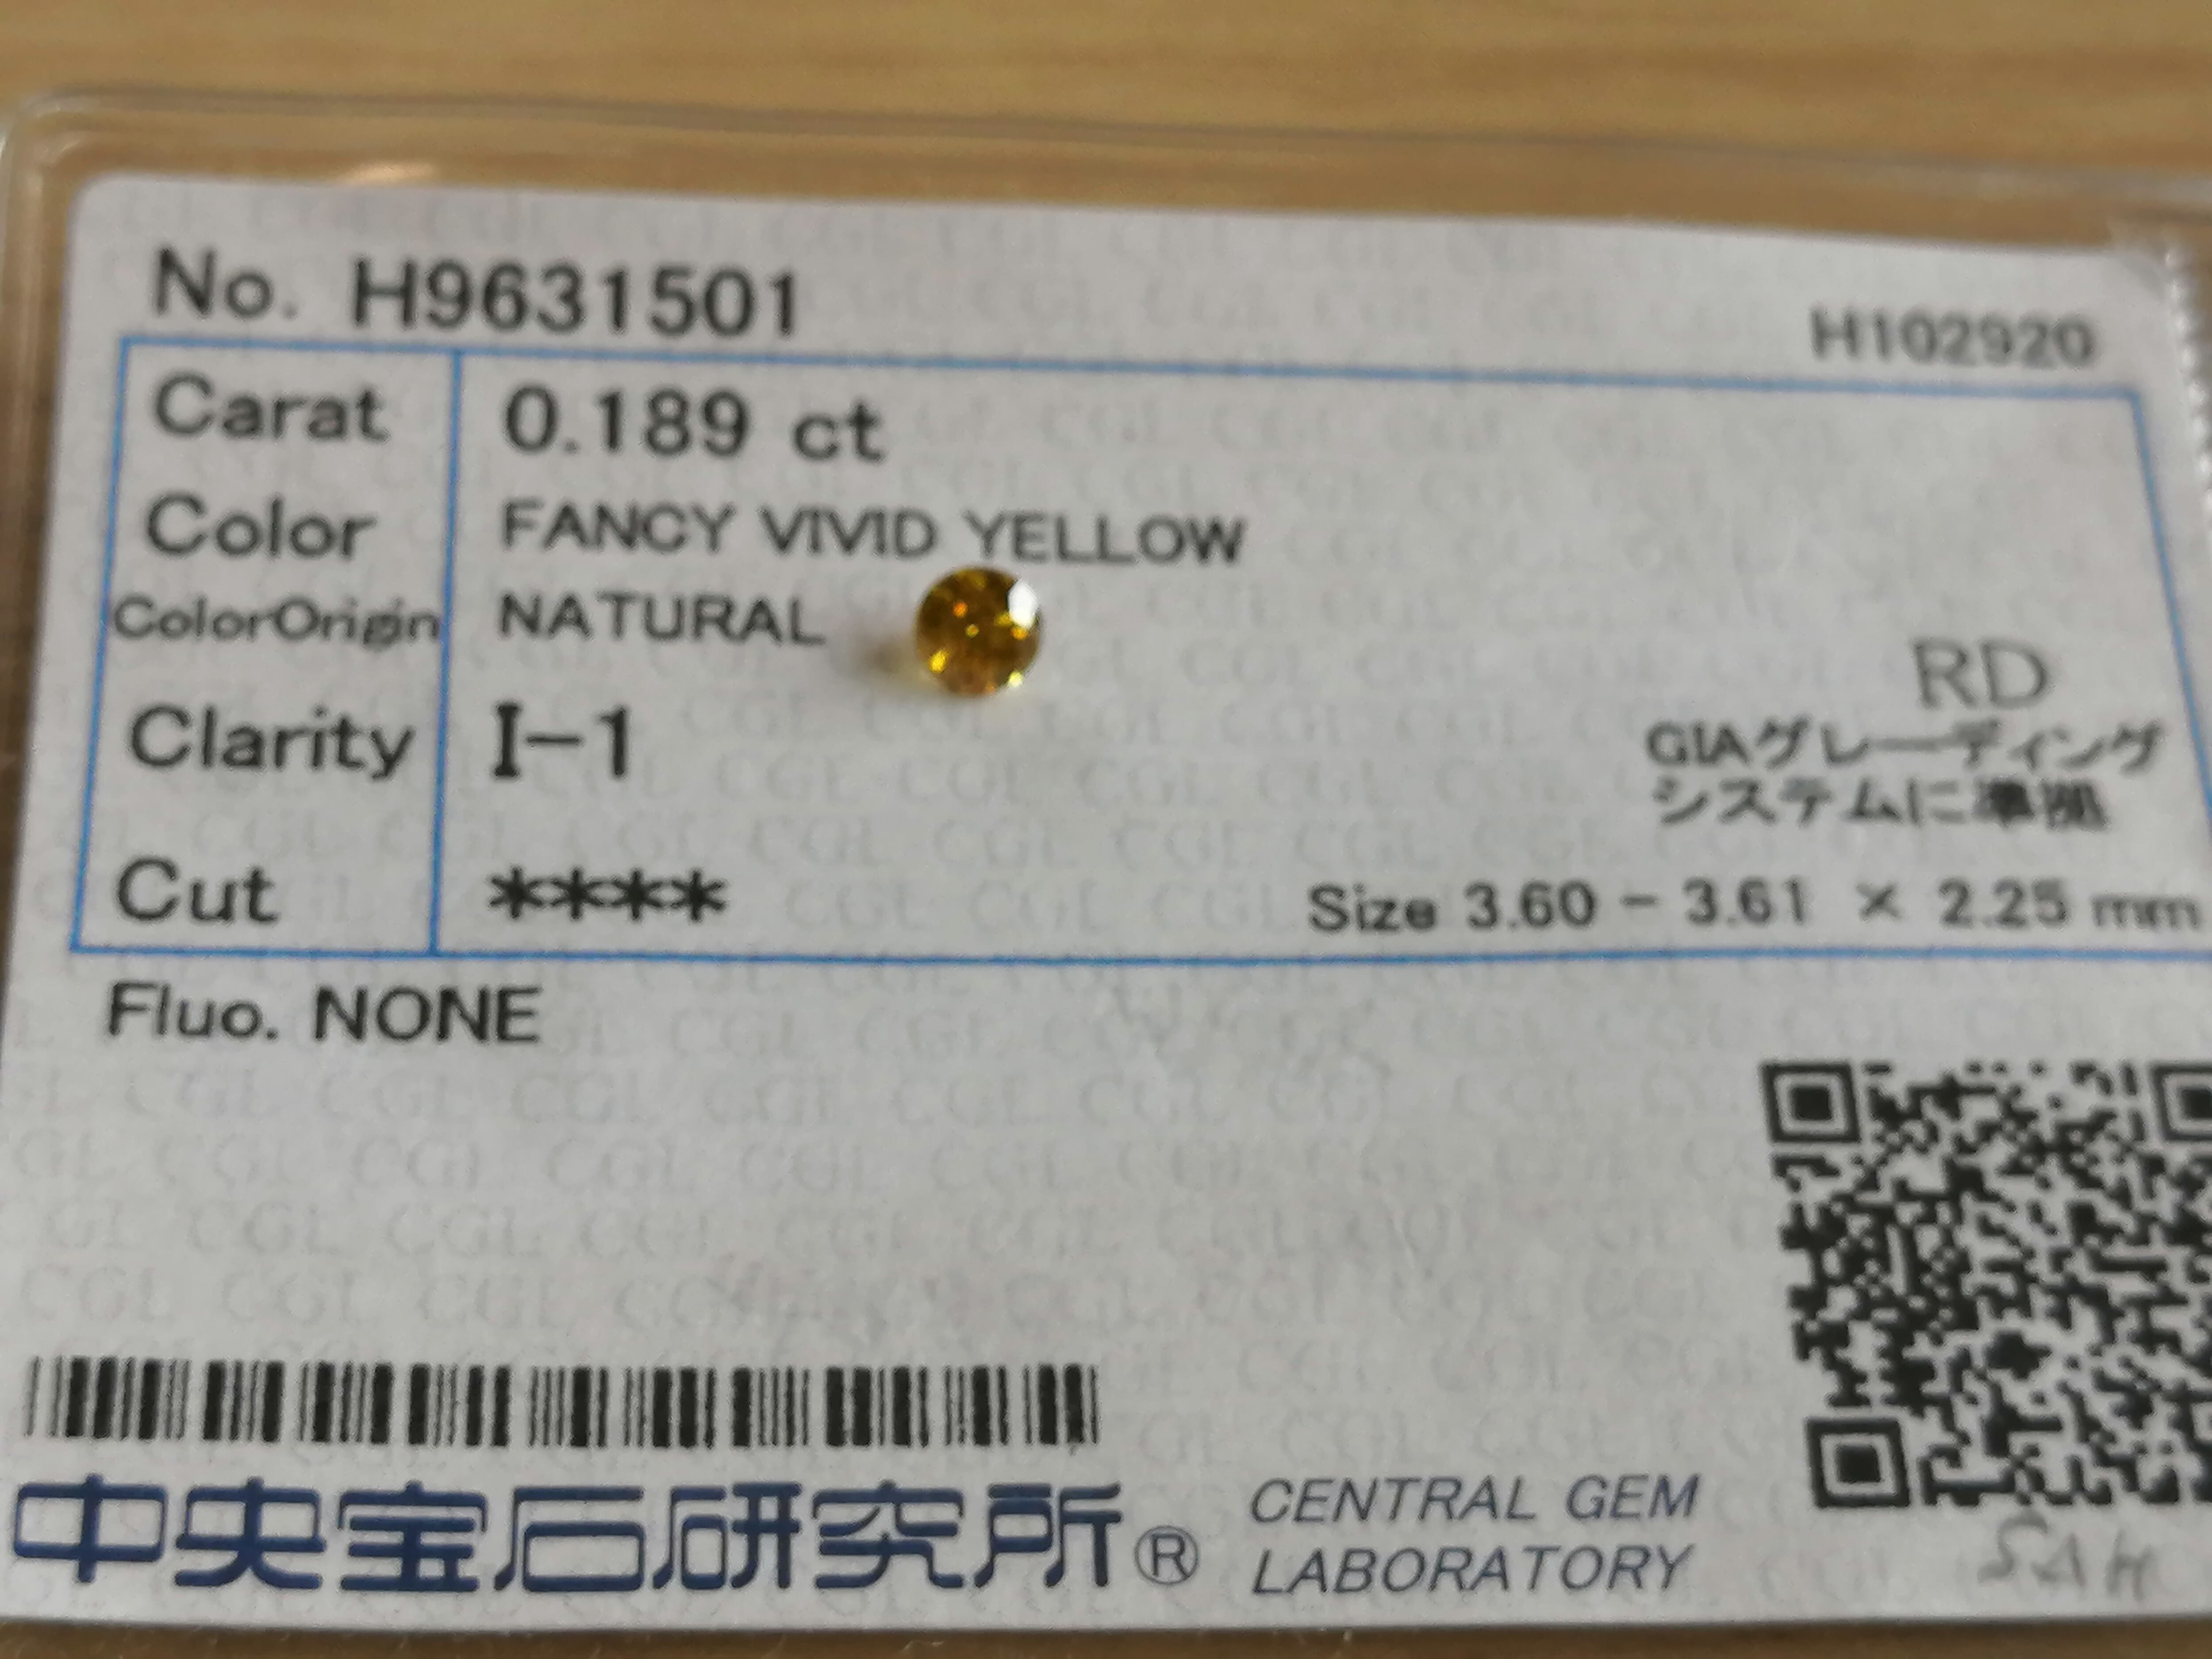 No. H9631501
H102920
Carat 0.189 ct
Color FANCY VIVID YELLOW
ColorOrigin NATURAL
RD
Clarity I-1
GIAグレーディング
システムに準拠
Cut ****
Size 3.60 - 3.61 × 2.25 mm
Fluo. NONE
中央宝石研究所®
CENTRAL GEM
LABORATORY